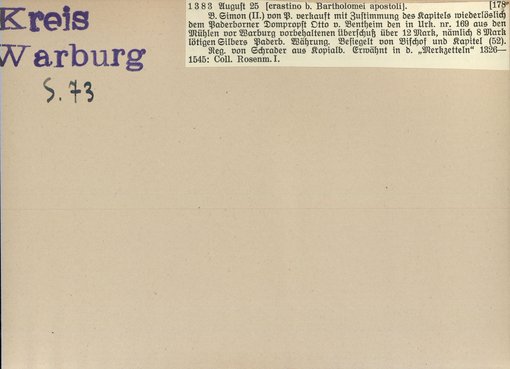 Kreis
Warburg
S. 73
1383 August 25 [crastino b. Bartholomei apostoli]. [178
B. Simon (II.) von P. verkauft mit Zustimmung des Kapitels wiederlöslich
dem Paderborner Dompropst Otto v. Bentheim den in Urk. nr. 169 aus den
Mühlen vor Warburg vorbehaltenen Überschuß über 12 Mark, nämlich 8 Mark
lötigen Silbers Paderb. Währung. Besiegelt von Bischof und Kapitel (52).
Reg. von Schrader aus Kopialb. Erwähnt in d. „Merkzetteln" 1326—
1545: Coll. Rosenm. I.